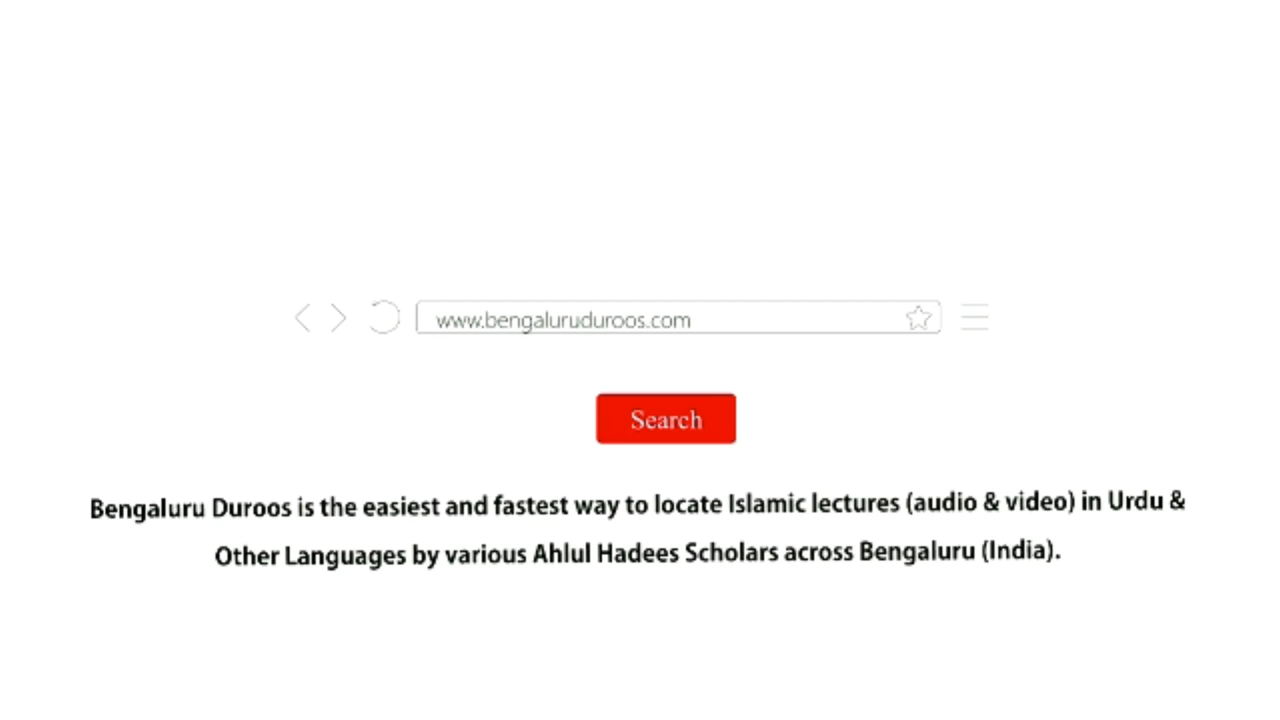 www.bengaluruduroos.com
Search
Bengaluru Duroos is the easiest and fastest way to locate Islamic lectures (audio & video) in Urdu &
Other Languages by various Ahlul Hadees Scholars across Bengaluru (India).